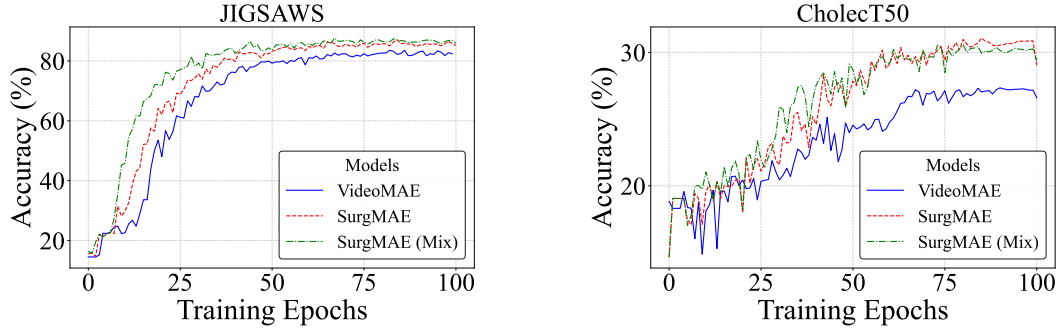 JIGSAWS
Accuracy (%)
80
60
40
20
0
25
50
75
100
Training Epochs
Models
VideoMAE
SurgMAE
SurgMAE (Mix)
CholecT50
Accuracy (%)
30
20
0
25
50
75
100
Training Epochs
Models
VideoMAE
SurgMAE
SurgMAE (Mix)